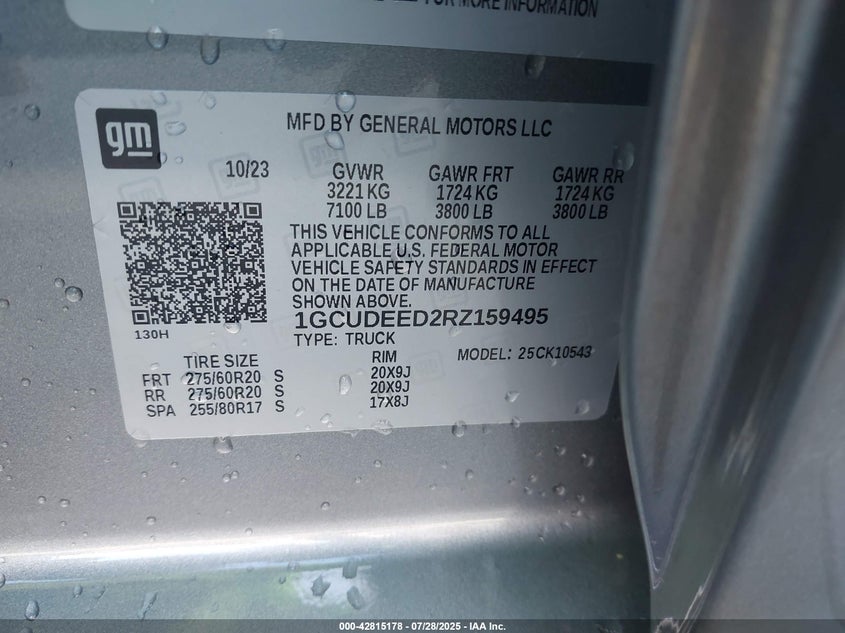 FOR MORE INFORMATION
gm
MFD BY GENERAL MOTORS LLC
10/23 GVWR GAWR FRT GAWR RR
3221 KG 1724 KG 1724 KG
7100 LB 3800 LB 3800 LB
THIS VEHICLE CONFORMS TO ALL
APPLICABLE U.S. FEDERAL MOTOR
VEHICLE SAFETY STANDARDS IN EFFECT
ON THE DATE OF MANUFACTURE
SHOWN ABOVE.
1GCUDEED2RZ159495
130H
TYPE: TRUCK
MODEL: 25CK10543
TIRE SIZE RIM
FRT 275/60R20 S 20X9J
RR 275/60R20 S 20X9J
SPA 255/80R17 S 17X8J
000-42815178 | 07/28/2025 - IAA Inc.